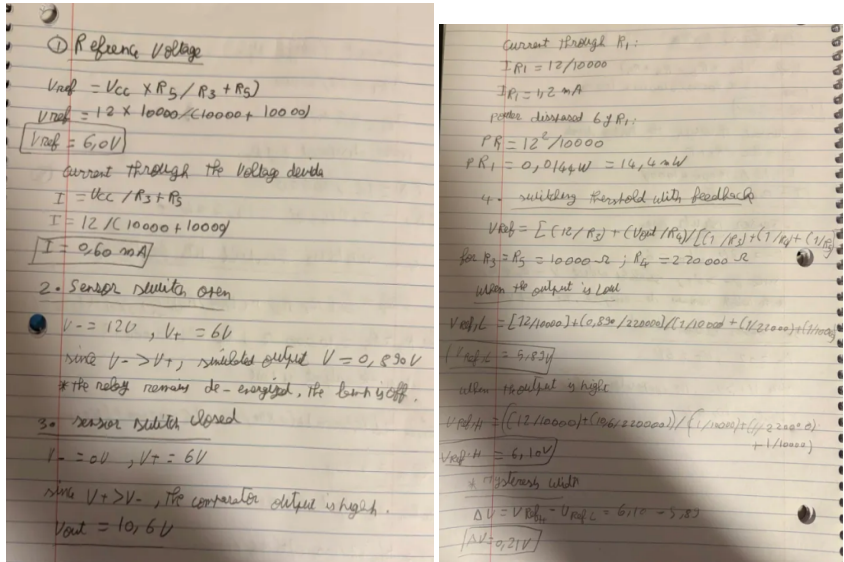 ① Reference Voltage
Vref = Vcc × R5 / R3 + R5)
Vref = 12 × 10000 / (10000 + 10000)
Vref = 6,0V
Current through the Voltage devide
I = Vcc / R3 + R5
I = 12 / ( 10000 + 10000)
I = 0,60 mA
2. Sensor switch open
V- = 12V , V+ = 6V
since V- > V+, simulated output V = 0,890V
* the relay remains de-energized, the lamp is off.
3. sensor switch closed
V- = 0V , V+ = 6V
since V+ > V-, the comparator output is high.
Vout = 10,6V
Current through R1:
IR1 = 12/10000
IR1 = 1,2 mA
Power dissipated by R1:
PR = 12²/10000
PR1 = 0,0144W = 14,4mW
4. switching threshold with feedback
VRef = [(12/R3) + (Vout/R4)/[(1/R3)+(1/R4+(1/R5)
for R3 = R5 = 10000 Ω ; R4 = 220000 Ω
when the output is Low
VRef,L = [12/10000)+(0,890/220000)/(1/10000+(1/22000)+(1/1000
VRef,L = 5,89V
when the output is high
VRef,H = ((12/10000)+(10,6/220000)/(1/10000)+(1/220000)
+1/10000)
VRef,H = 6,10V
* Hysteresis width
ΔV = VRef,H - VRef L = 6,10 - 5,89
ΔV = 0,21V